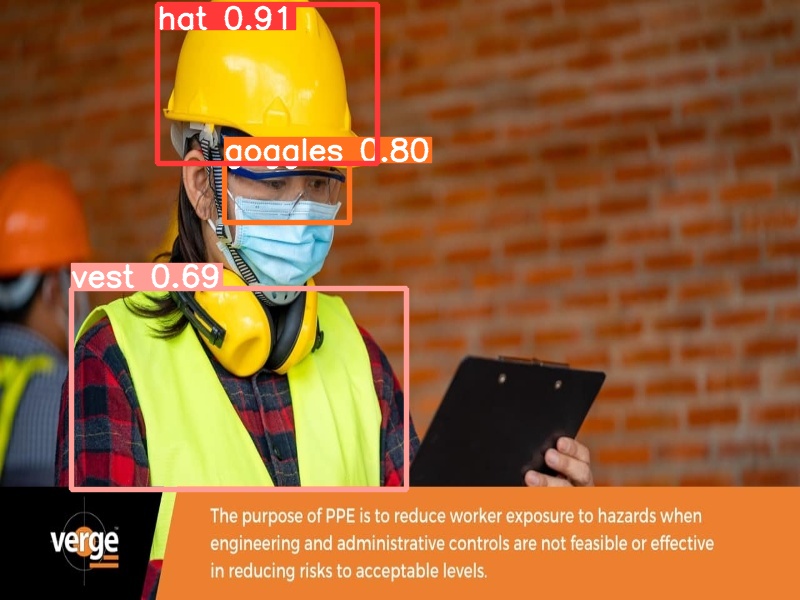 hat 0.91
goggles 0.80
vest 0.69
verge
The purpose of PPE is to reduce worker exposure to hazards when
engineering and administrative controls are not feasible or effective
in reducing risks to acceptable levels.